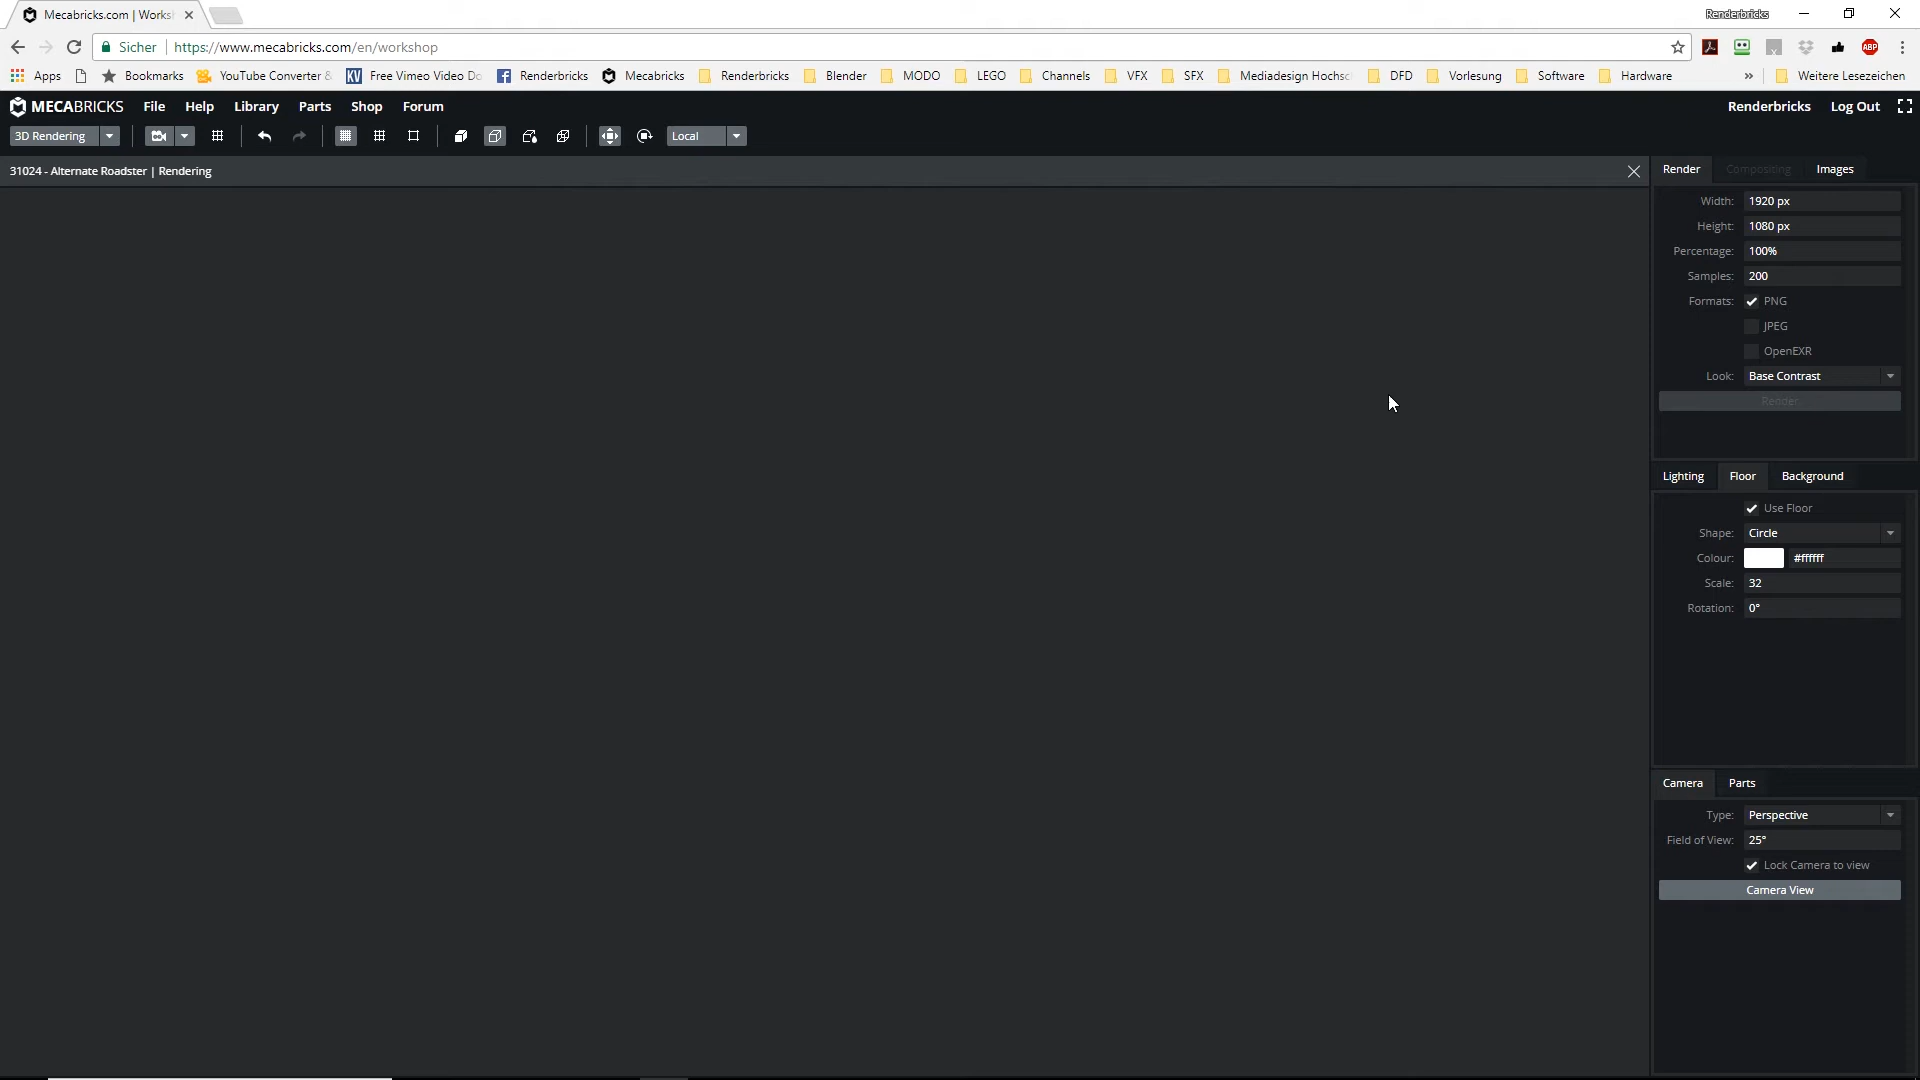 Mecabricks.com | Works
Renderbricks
Sicher | https://www.mecabricks.com/en/workshop
ABP
Apps Bookmarks YouTube Converter & KV Free Vimeo Video Do Renderbricks Mecabricks Renderbricks Blender MODO LEGO Channels VFX SFX Mediadesign Hochsc DFD Vorlesung Software Hardware » Weitere Lesezeichen
MECABRICKS File Help Library Parts Shop Forum Renderbricks Log Out
3D Rendering Local
31024 - Alternate Roadster | Rendering
Render Compositing Images
Width: 1920 px
Height: 1080 px
Percentage: 100%
Samples: 200
Formats: PNG
JPEG
OpenEXR
Look: Base Contrast
Render
Lighting Floor Background
Use Floor
Shape: Circle
Colour: #ffffff
Scale: 32
Rotation: 0°
Camera Parts
Type: Perspective
Field of View: 25°
Lock Camera to view
Camera View